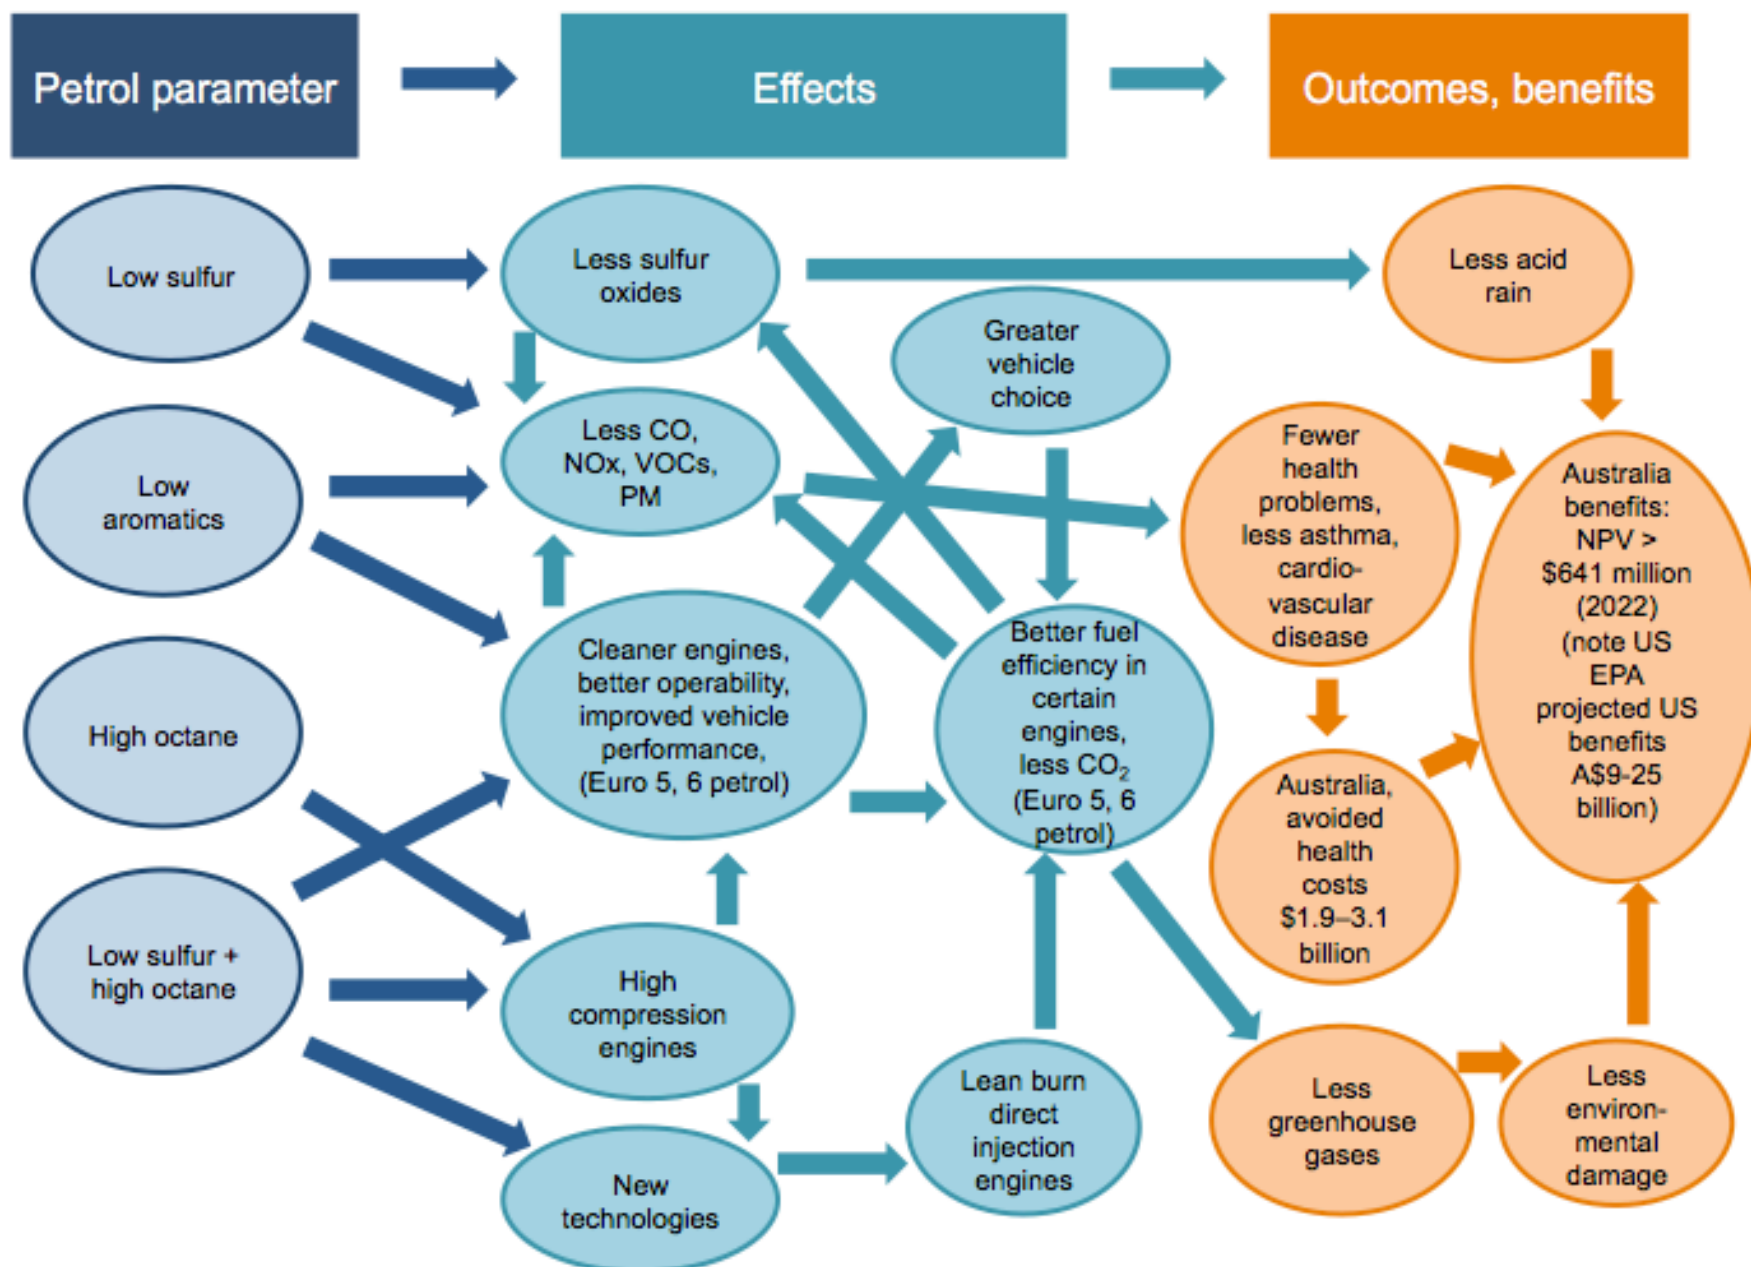 Petrol parameter
Effects
Outcomes, benefits
Low sulfur
Low
aromatics
High octane
Low sulfur +
high octane
Less sulfur
oxides
Less CO,
NOx, VOCs,
PM
Cleaner engines,
better operability,
improved vehicle
performance,
(Euro 5, 6 petrol)
High
compression
engines
New
technologies
Greater
vehicle
choice
Better fuel
efficiency in
certain
engines,
less CO₂
(Euro 5, 6
petrol)
Lean burn
direct
injection
engines
Less acid
rain
Fewer
health
problems,
less asthma,
cardio-
vascular
disease
Australia,
avoided
health
costs
$1.9–3.1
billion
Less
greenhouse
gases
Australia
benefits:
NPV >
$641 million
(2022)
(note US
EPA
projected US
benefits
A$9-25
billion)
Less
environ-
mental
damage